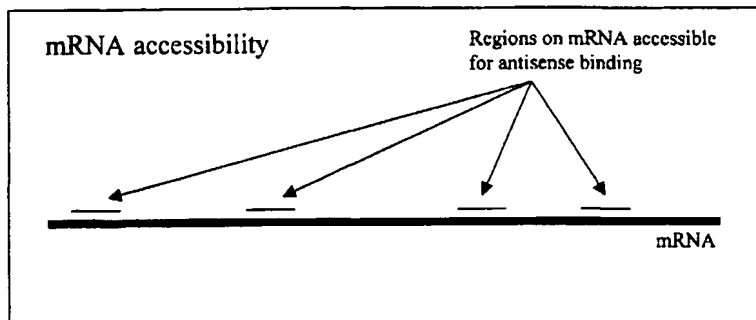 mRNA accessibility
Regions on mRNA accessible
for antisense binding
mRNA